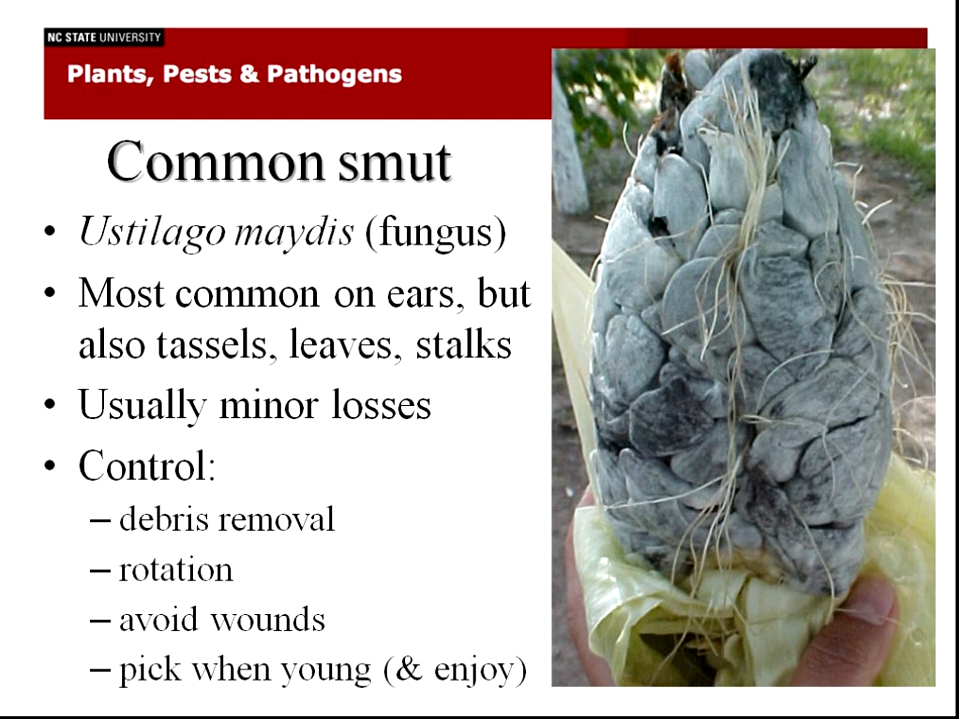 NC STATE UNIVERSITY
Plants, Pests & Pathogens
Common smut
• Ustilago maydis (fungus)
• Most common on ears, but
also tassels, leaves, stalks
• Usually minor losses
• Control:
– debris removal
– rotation
– avoid wounds
– pick when young (& enjoy)